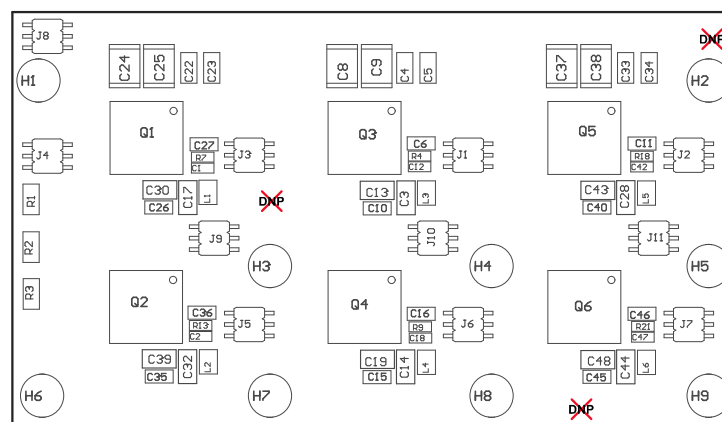 J8
DNP
H1
C24
C25
C22
C23
C8
C9
C4
C5
C37
C38
C33
C34
H2
Q1
C27
R7
C1
J3
Q3
C6
R4
C12
J1
Q5
C11
R18
C42
J2
J4
R1
C30
C26
C17
L1
DNP
C13
C10
C3
L3
C43
C40
C28
L5
R2
J9
H3
J10
H4
J11
H5
R3
Q2
C36
R13
C2
J5
Q4
C16
R9
C18
J6
Q6
C46
R21
C47
J7
C39
C35
C32
L2
C19
C15
C14
L4
C48
C45
C44
L6
H6
H7
H8
DNP
H9